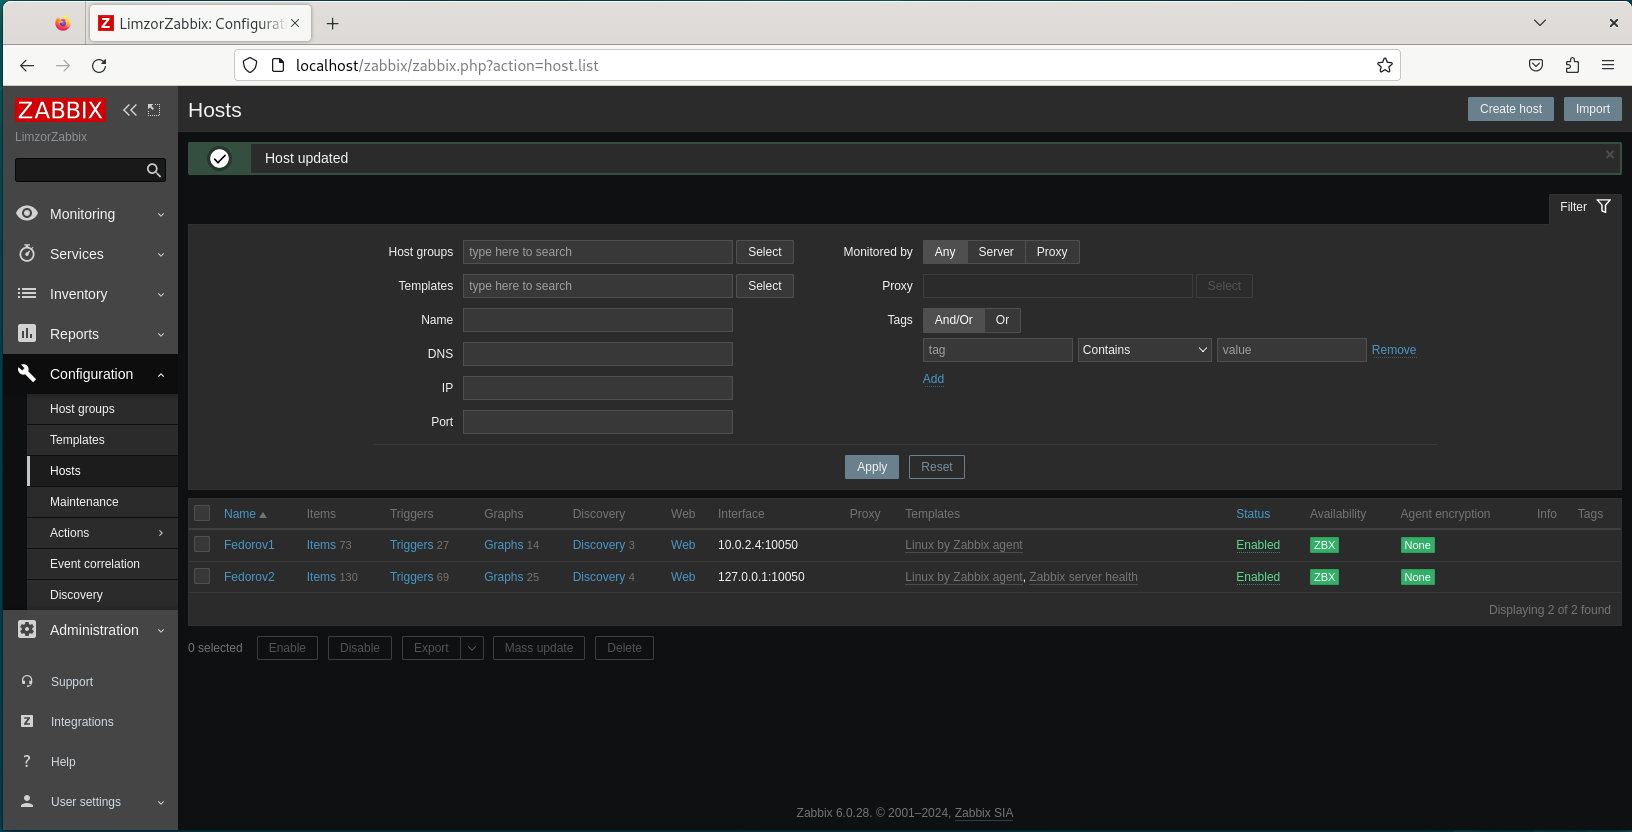 LimzorZabbix: Configurat
localhost/zabbix/zabbix.php?action=host.list
ZABBIX
LimzorZabbix
Monitoring
Services
Inventory
Reports
Configuration
Host groups
Templates
Hosts
Maintenance
Actions
Event correlation
Discovery
Administration
Support
Integrations
Help
User settings
Hosts
Create host
Import
Host updated
Filter
Host groups type here to search Select
Templates type here to search Select
Name
DNS
IP
Port
Monitored by Any Server Proxy
Proxy Select
Tags And/Or Or
tag Contains value Remove
Add
Apply Reset
Name Items Triggers Graphs Discovery Web Interface Proxy Templates Status Availability Agent encryption Info Tags
Fedorov1 Items 73 Triggers 27 Graphs 14 Discovery 3 Web 10.0.2.4:10050 Linux by Zabbix agent Enabled ZBX None
Fedorov2 Items 130 Triggers 69 Graphs 25 Discovery 4 Web 127.0.0.1:10050 Linux by Zabbix agent, Zabbix server health Enabled ZBX None
Displaying 2 of 2 found
0 selected Enable Disable Export Mass update Delete
Zabbix 6.0.28. © 2001–2024, Zabbix SIA